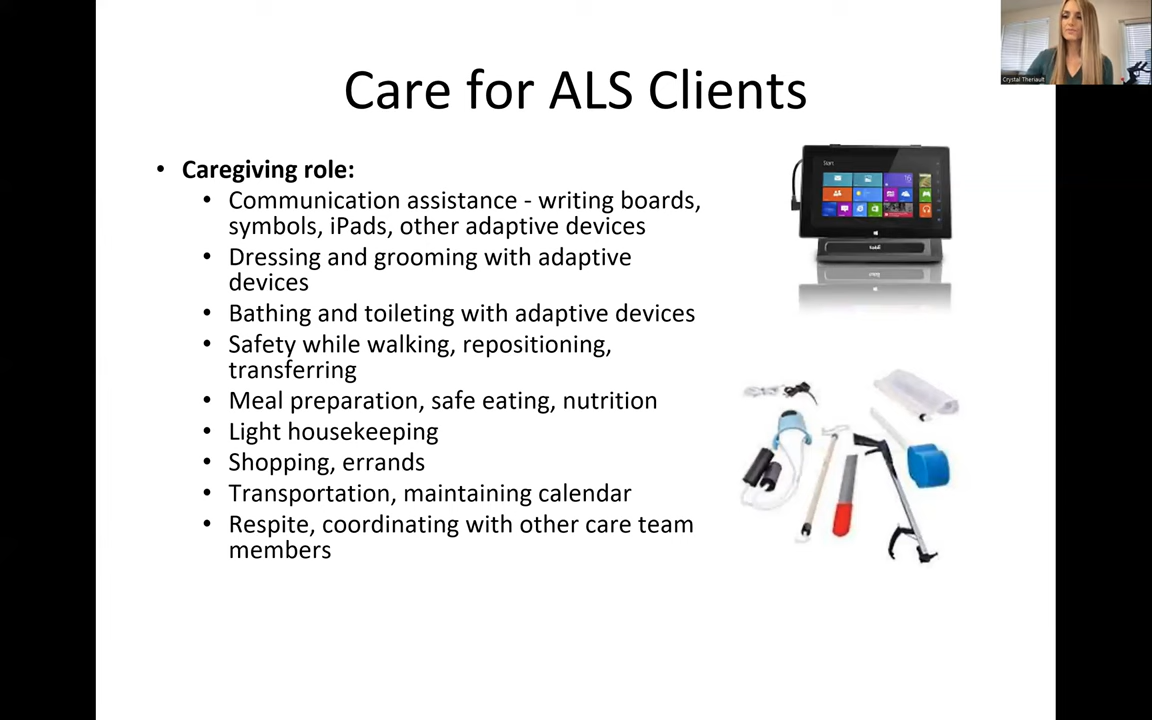 Care for ALS Clients
Crystal Theriault
• Caregiving role:
• Communication assistance - writing boards,
symbols, iPads, other adaptive devices
• Dressing and grooming with adaptive
devices
• Bathing and toileting with adaptive devices
• Safety while walking, repositioning,
transferring
• Meal preparation, safe eating, nutrition
• Light housekeeping
• Shopping, errands
• Transportation, maintaining calendar
• Respite, coordinating with other care team
members
Start